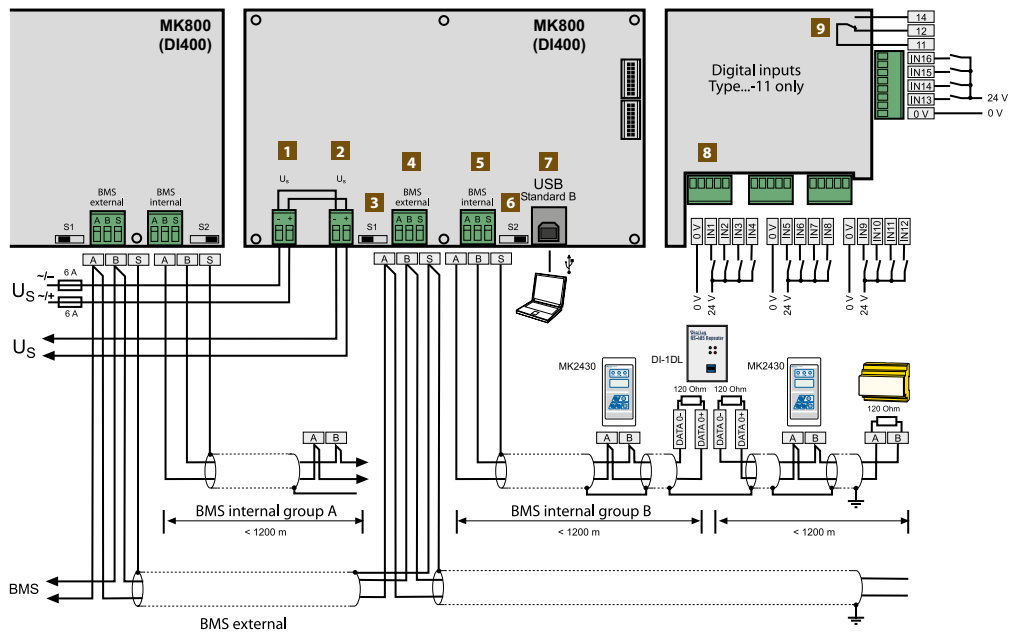 MK800
(DI400)
MK800
(DI400)
Digital inputs
Type...-11 only
9
14
12
11
IN16
IN15
IN14
IN13
0 V
24 V
0 V
1
2
3
4
5
6
7
8
Us
Us
- +
- +
BMS
external
BMS
internal
S1
A B S
A B S
S2
S1
BMS
external
A B S
BMS
internal
A B S
S2
USB
Standard B
A B S
A B S
A B S
A B S
~/–
6 A
Us ~/+
6 A
Us
0 V
IN1
IN2
IN3
IN4
0 V
IN5
IN6
IN7
IN8
0 V
IN9
IN10
IN11
IN12
0 V
24 V
0 V
24 V
0 V
24 V
MK2430
DI-1DL
RS-485 Repeater
MK2430
120 Ohm
120 Ohm
120 Ohm
A B
A B
DATA 0-
DATA 0+
DATA 0-
DATA 0+
A B
A B
BMS internal group A
< 1200 m
BMS internal group B
< 1200 m
< 1200 m
BMS
BMS external